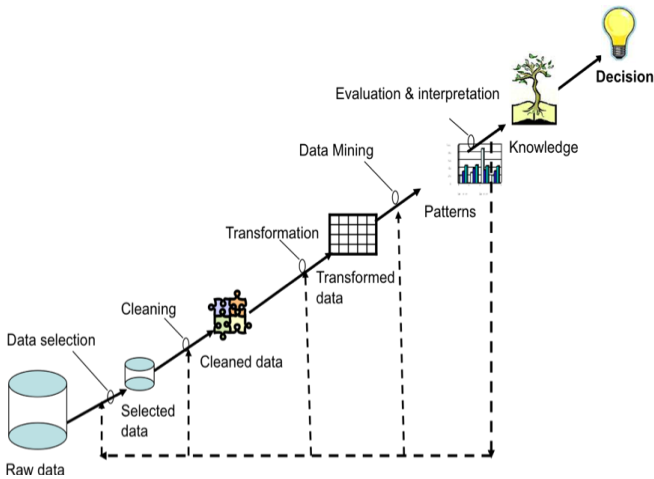 Decision
Evaluation & interpretation
Knowledge
Data Mining
Patterns
Transformation
Transformed
data
Cleaning
Cleaned data
Data selection
Selected
data
Raw data